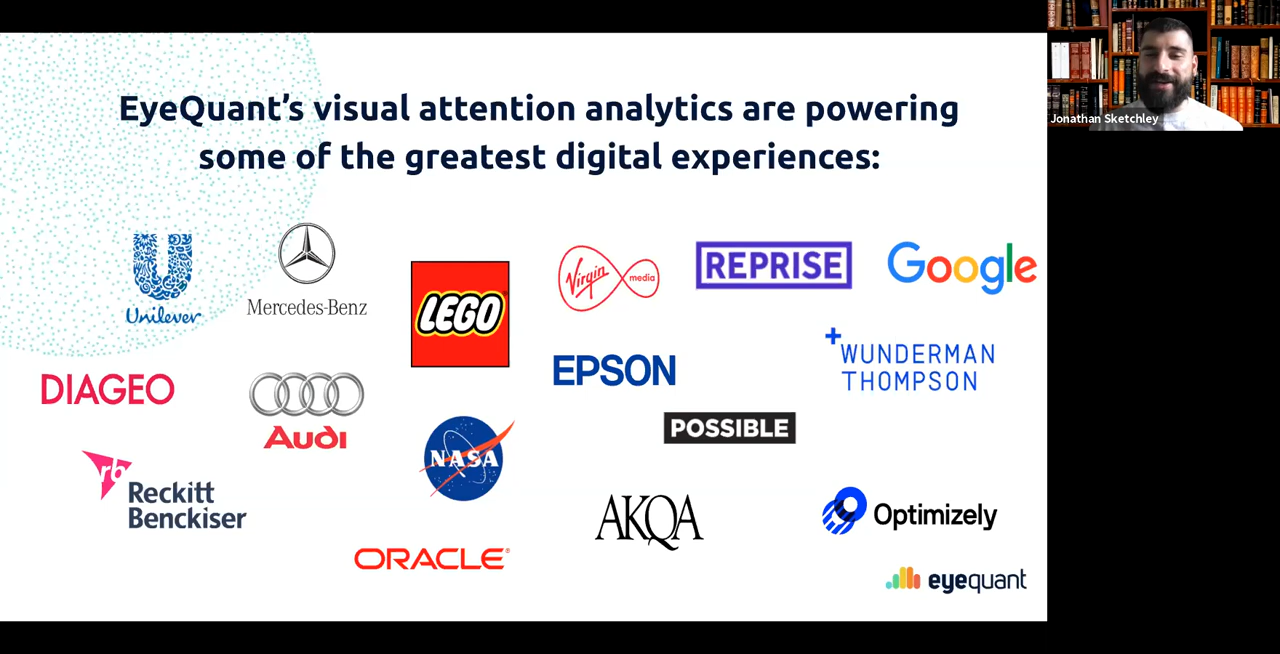 EyeQuant's visual attention analytics are powering
some of the greatest digital experiences:
Jonathan Sketchley
Unilever
Mercedes-Benz
LEGO
Virgin media
REPRISE
Google
EPSON
WUNDERMAN
THOMPSON
DIAGEO
Audi
NASA
POSSIBLE
rb
Reckitt
Benckiser
AKQA
Optimizely
ORACLE®
eyequant